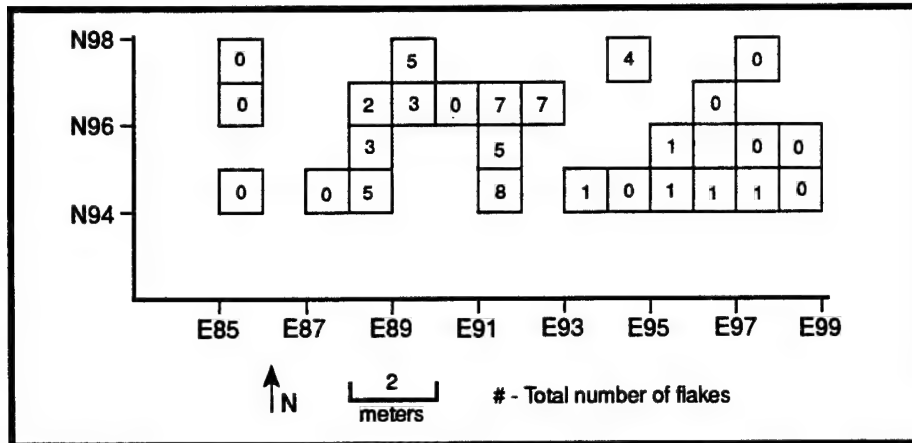 N98
0 5 4 0
0 2 3 0 7 7 0
N96
3 5 1 0 0
0 0 5 8 1 0 1 1 1 0
N94
E85 E87 E89 E91 E93 E95 E97 E99
N
2
meters
# - Total number of flakes